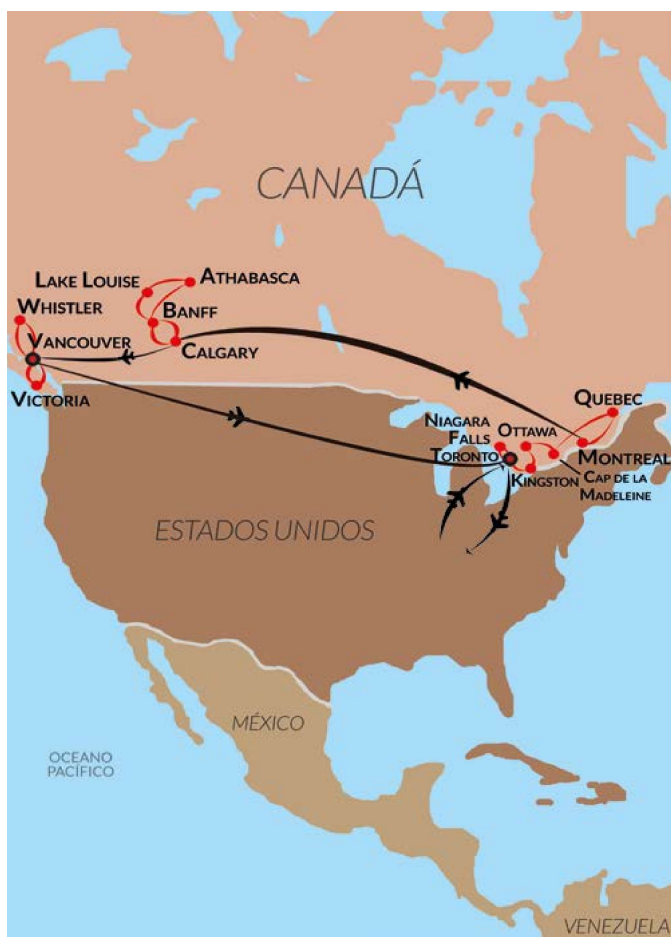 CANADÁ
LAKE LOUISE
ATHABASCA
WHISTLER
BANFF
VANCOUVER
CALGARY
VICTORIA
QUEBEC
NIAGARA
FALLS
OTTAWA
TORONTO
MONTREAL
KINGSTON
CAP DE LA
MADELEINE
ESTADOS UNIDOS
MÉXICO
OCEANO
PACÍFICO
VENEZUELA